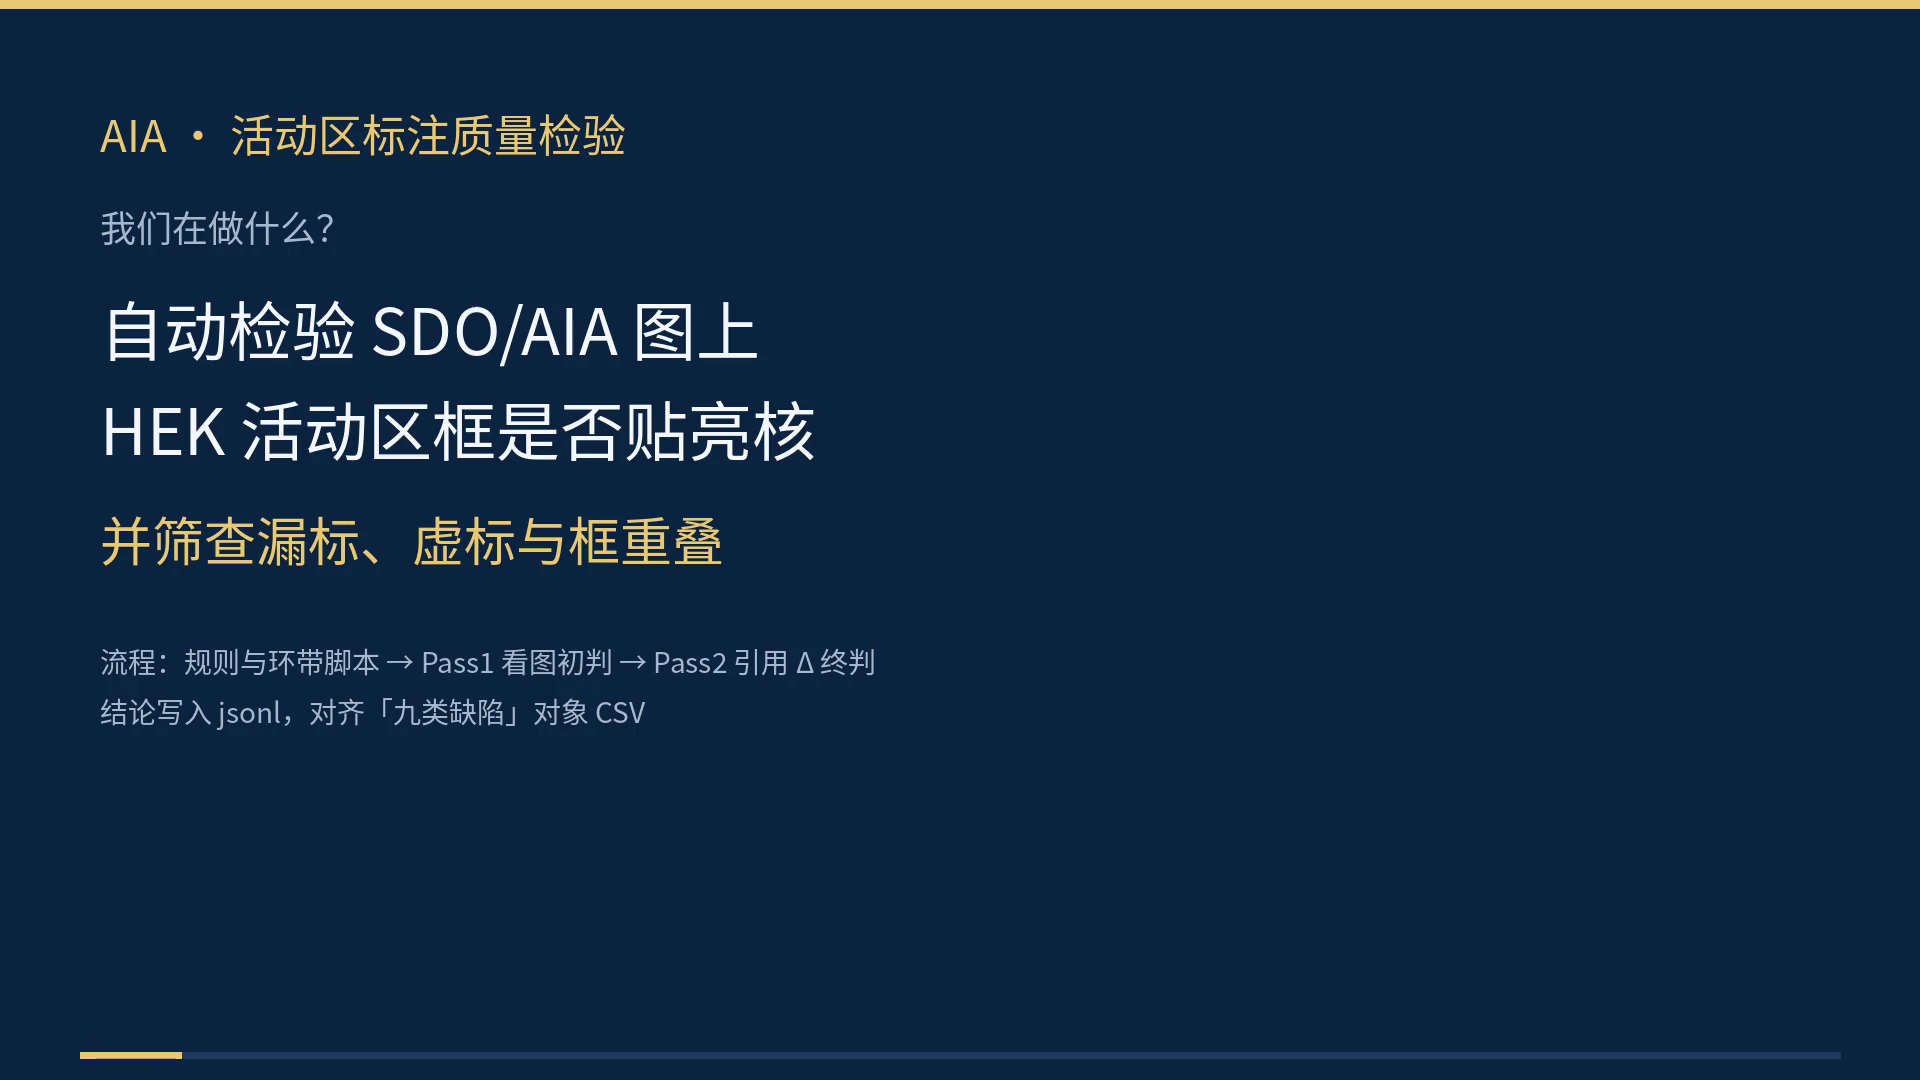 AIA · 活动区标注质量检验
我们在做什么？
自动检验 SDO/AIA 图上
HEK 活动区框是否贴亮核
并筛查漏标、虚标与框重叠
流程：规则与环带脚本 → Pass1 看图初判 → Pass2 引用 Δ 终判
结论写入 jsonl，对齐「九类缺陷」对象 CSV